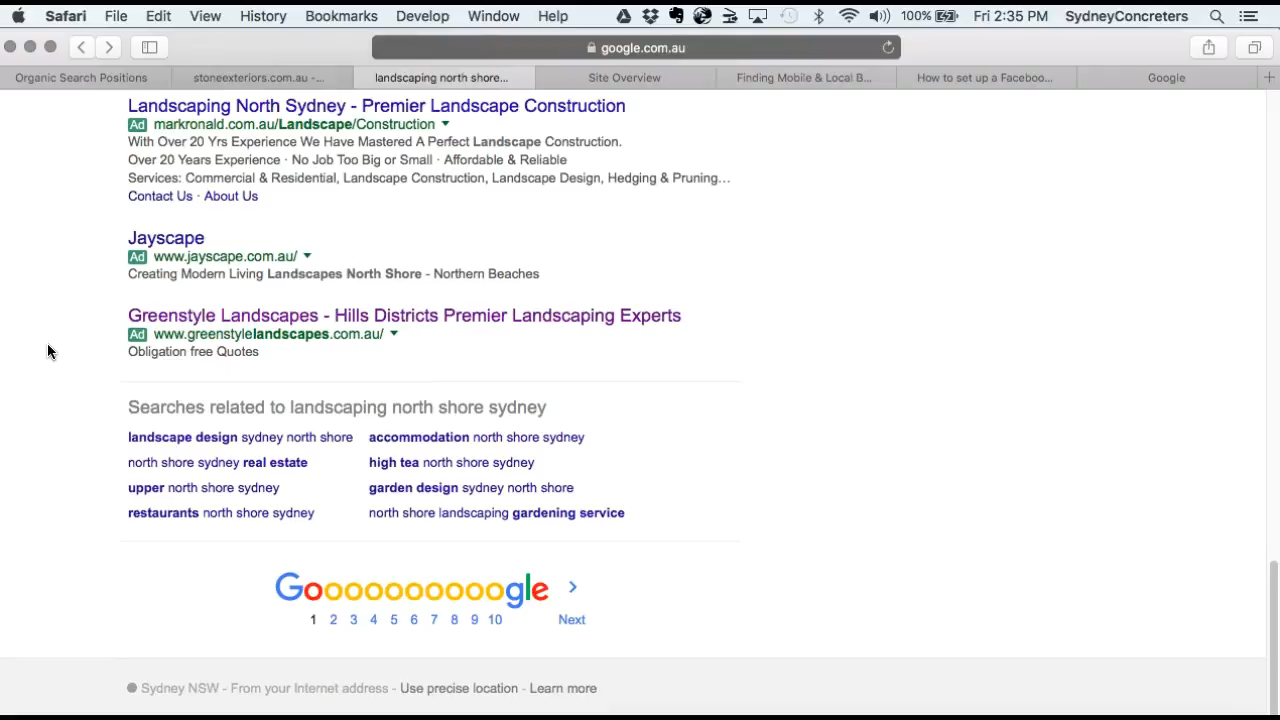 Safari File Edit View History Bookmarks Develop Window Help 100% Fri 2:35 PM SydneyConcreters
google.com.au
Organic Search Positions stoneexteriors.com.au -... landscaping north shore... Site Overview Finding Mobile & Local B... How to set up a Faceboo... Google
Landscaping North Sydney - Premier Landscape Construction
Ad markronald.com.au/Landscape/Construction
With Over 20 Yrs Experience We Have Mastered A Perfect Landscape Construction.
Over 20 Years Experience · No Job Too Big or Small · Affordable & Reliable
Services: Commercial & Residential, Landscape Construction, Landscape Design, Hedging & Pruning...
Contact Us · About Us
Jayscape
Ad www.jayscape.com.au/
Creating Modern Living Landscapes North Shore - Northern Beaches
Greenstyle Landscapes - Hills Districts Premier Landscaping Experts
Ad www.greenstylelandscapes.com.au/
Obligation free Quotes
Searches related to landscaping north shore sydney
landscape design sydney north shore accommodation north shore sydney
north shore sydney real estate high tea north shore sydney
upper north shore sydney garden design sydney north shore
restaurants north shore sydney north shore landscaping gardening service
Goooooooooogle >
1 2 3 4 5 6 7 8 9 10 Next
Sydney NSW - From your Internet address - Use precise location - Learn more